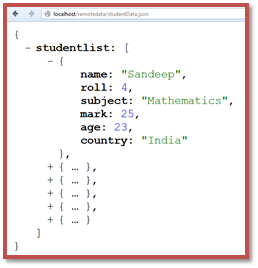 localhost/remotedata/studentData.json
{
- studentlist: [
- {
name: "Sandeep",
roll: 4,
subject: "Mathematics",
mark: 25,
age: 23,
country: "India"
},
+ { … },
+ { … },
+ { … },
+ { … },
+ { … }
]
}